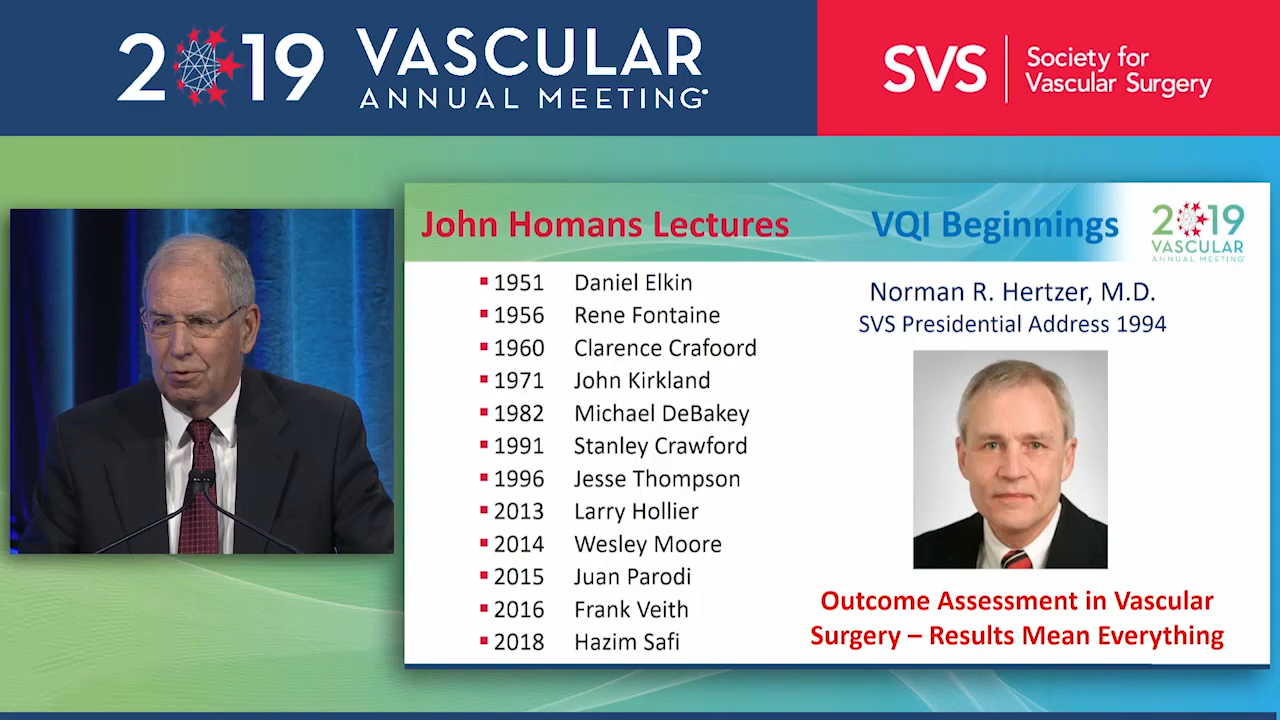 2019 VASCULAR
ANNUAL MEETING
SVS Society for
Vascular Surgery
John Homans Lectures
VQI Beginnings
2019
VASCULAR
ANNUAL MEETING
1951 Daniel Elkin
1956 Rene Fontaine
1960 Clarence Crafoord
1971 John Kirkland
1982 Michael DeBakey
1991 Stanley Crawford
1996 Jesse Thompson
2013 Larry Hollier
2014 Wesley Moore
2015 Juan Parodi
2016 Frank Veith
2018 Hazim Safi
Norman R. Hertzer, M.D.
SVS Presidential Address 1994
Outcome Assessment in Vascular
Surgery – Results Mean Everything